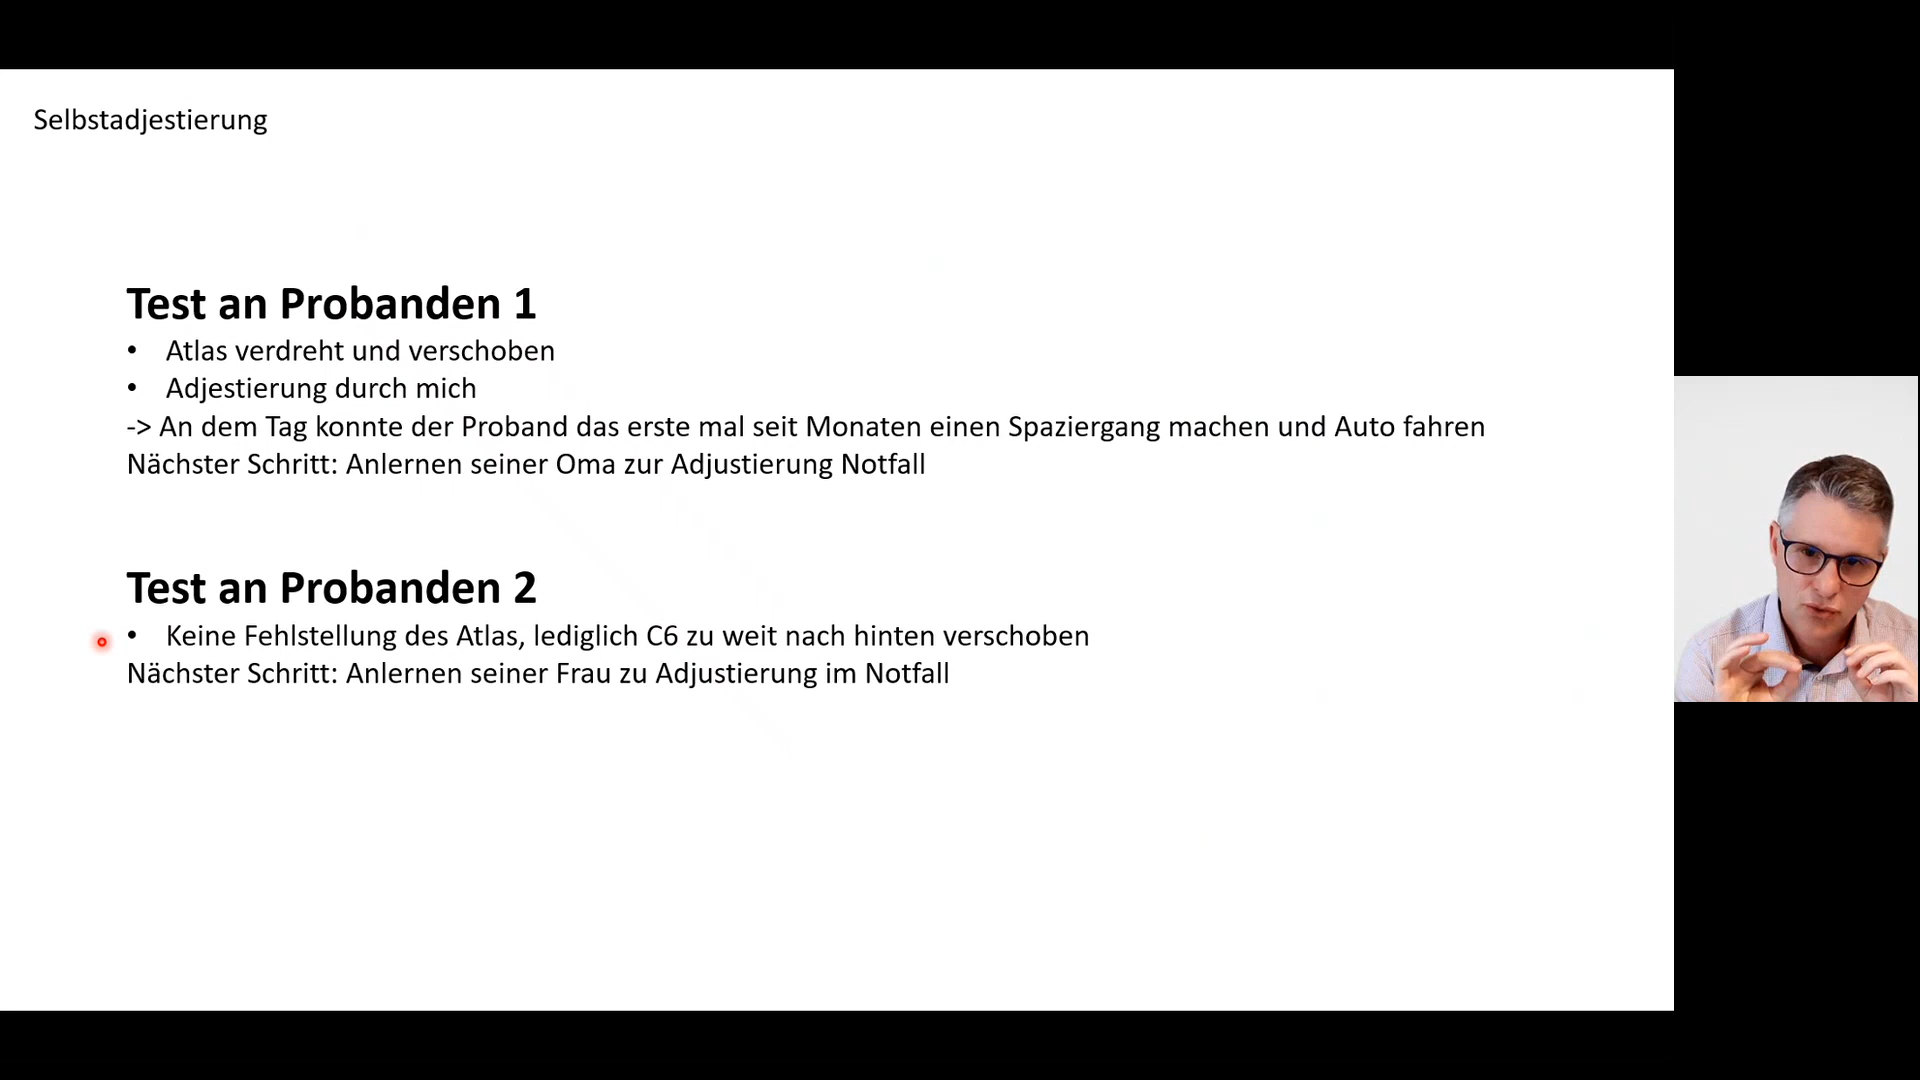 Selbstadjestierung
Test an Probanden 1
• Atlas verdreht und verschoben
• Adjestierung durch mich
-> An dem Tag konnte der Proband das erste mal seit Monaten einen Spaziergang machen und Auto fahren
Nächster Schritt: Anlernen seiner Oma zur Adjustierung Notfall
Test an Probanden 2
• Keine Fehlstellung des Atlas, lediglich C6 zu weit nach hinten verschoben
Nächster Schritt: Anlernen seiner Frau zu Adjustierung im Notfall